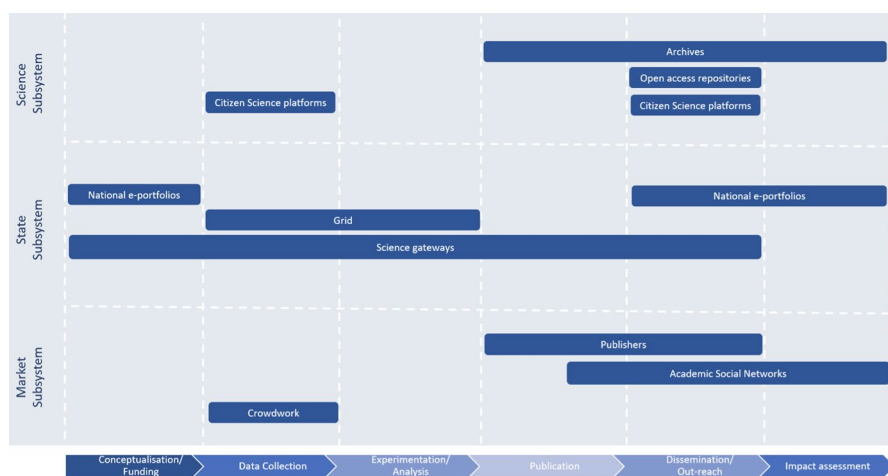 Science
Subsystem
Archives
Open access repositories
Citizen Science platforms
Citizen Science platforms
State
Subsystem
National e-portfolios
National e-portfolios
Grid
Science gateways
Market
Subsystem
Publishers
Academic Social Networks
Crowdwork
Conceptualisation/
Funding
Data Collection
Experimentation/
Analysis
Publication
Dissemination/
Out-reach
Impact assessment